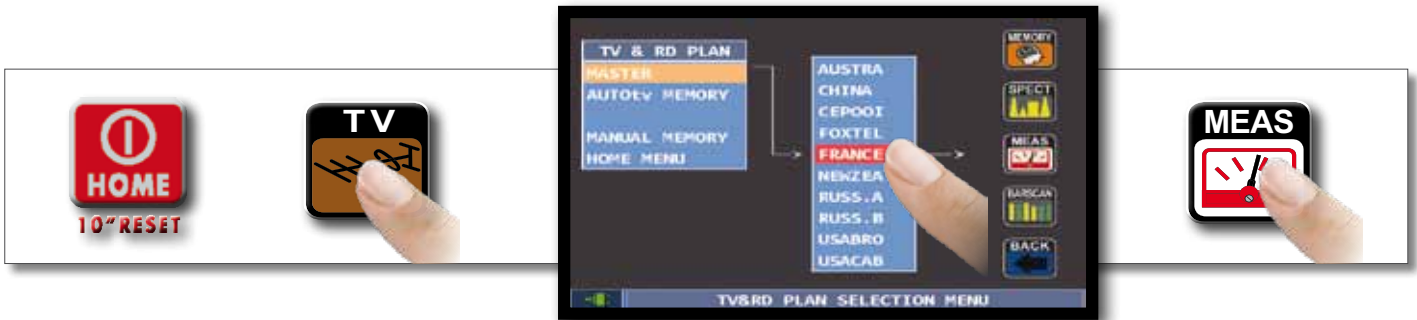 HOME
10"RESET
TV
TV & RD PLAN
MASTER
AUTOtv MEMORY
MANUAL MEMORY
HOME MENU
AUSTRA
CHINA
CEPOOI
FOXTEL
FRANCE
NEWZEA
RUSS.A
RUSS.B
USABRO
USACAB
MEMORY
SPECT
MEAS
BARSCAN
BACK
TV&RD PLAN SELECTION MENU
MEAS